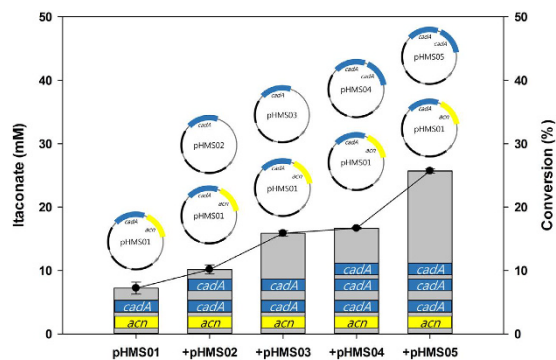 50
40
30
20
10
0
Itaconate (mM)
50
40
30
20
10
0
Conversion (%)
cadA
acn
pHMS01
cadA
pHMS02
cadA
acn
pHMS01
cadA
pHMS03
cadA
acn
pHMS01
cadA
cadA
pHMS04
cadA
acn
pHMS01
cadA
cadA
pHMS05
cadA
acn
pHMS01
cadA
acn
cadA
cadA
acn
cadA
cadA
acn
cadA
cadA
cadA
acn
cadA
cadA
cadA
acn
pHMS01 +pHMS02 +pHMS03 +pHMS04 +pHMS05